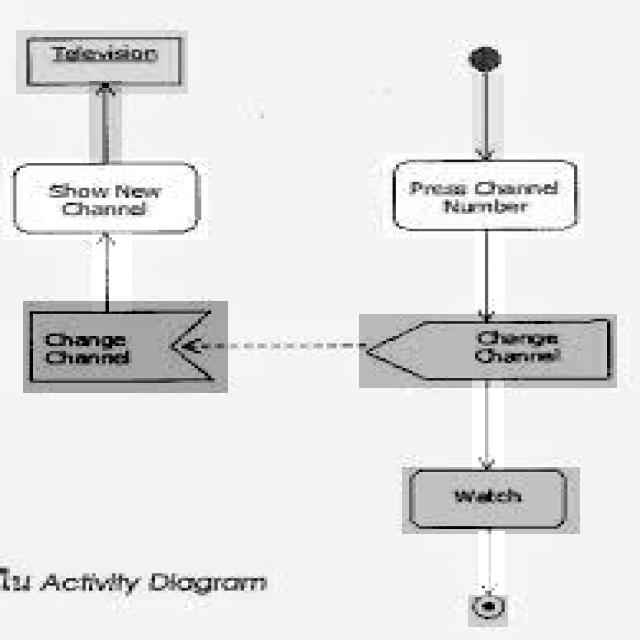 Television
Show New
Channel
Press Channel
Number
Change
Channel
Change
Channel
Watch
ใน Activity Diagram